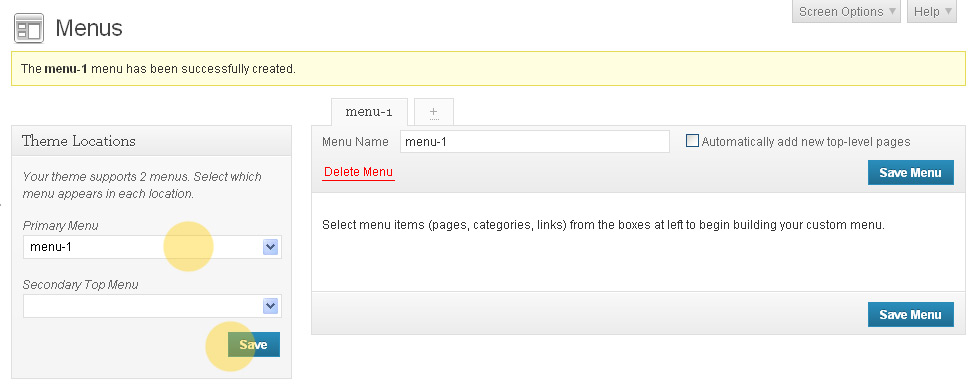 Screen Options
Help
Menus
The menu-1 menu has been successfully created.
menu-1
+
Theme Locations
Your theme supports 2 menus. Select which
menu appears in each location.
Primary Menu
menu-1
Secondary Top Menu
Save
Menu Name
menu-1
Automatically add new top-level pages
Delete Menu
Save Menu
Select menu items (pages, categories, links) from the boxes at left to begin building your custom menu.
Save Menu